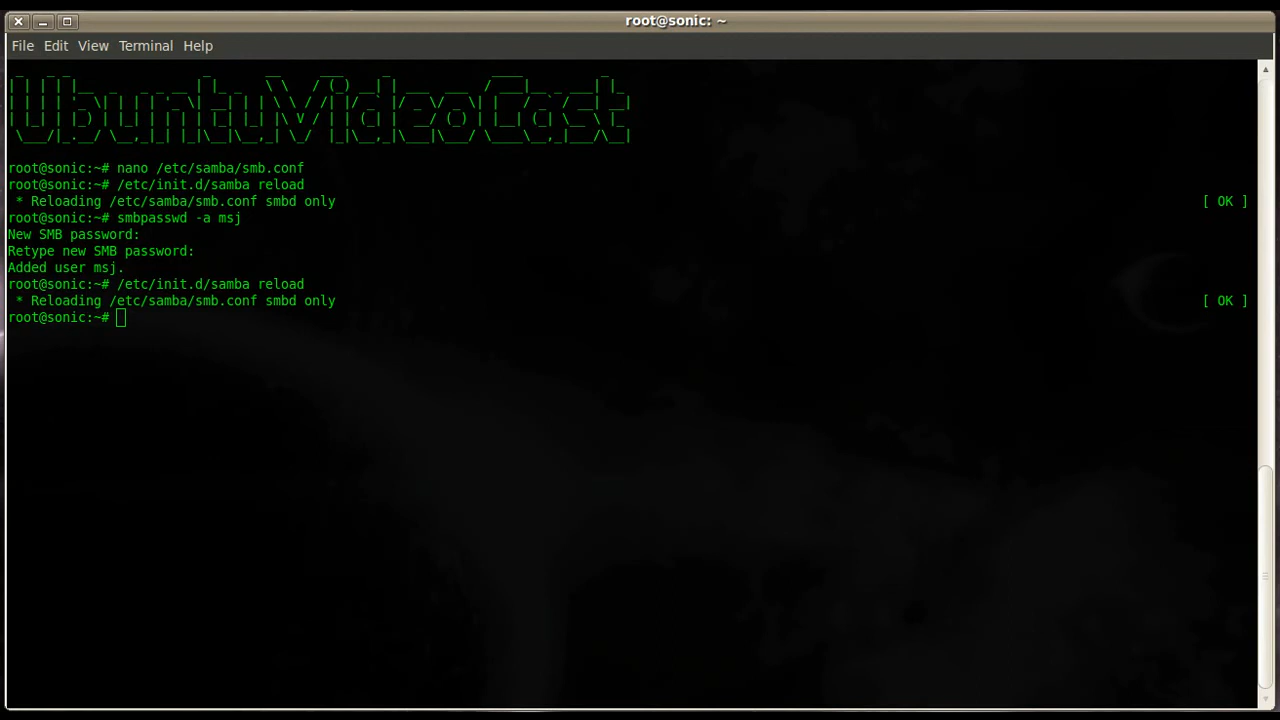 root@sonic: ~
File Edit View Terminal Help
UbuntuVideoCast
root@sonic:~# nano /etc/samba/smb.conf
root@sonic:~# /etc/init.d/samba reload
 * Reloading /etc/samba/smb.conf smbd only [ OK ]
root@sonic:~# smbpasswd -a msj
New SMB password:
Retype new SMB password:
Added user msj.
root@sonic:~# /etc/init.d/samba reload
 * Reloading /etc/samba/smb.conf smbd only [ OK ]
root@sonic:~#